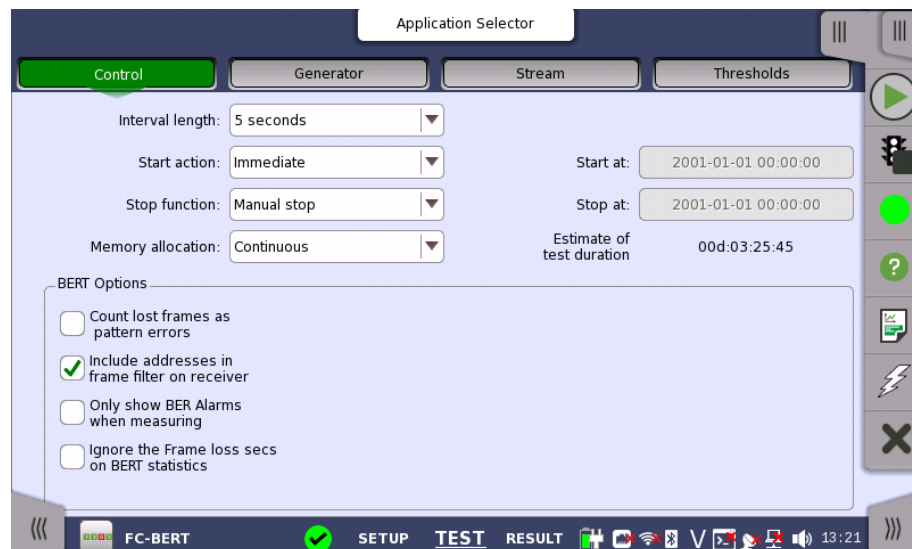 Application Selector
Control Generator Stream Thresholds
Interval length: 5 seconds
Start action: Immediate Start at: 2001-01-01 00:00:00
Stop function: Manual stop Stop at: 2001-01-01 00:00:00
Memory allocation: Continuous Estimate of test duration 00d:03:25:45
BERT Options
Count lost frames as
pattern errors
Include addresses in
frame filter on receiver
Only show BER Alarms
when measuring
Ignore the Frame loss secs
on BERT statistics
FC-BERT SETUP TEST RESULT V 13:21